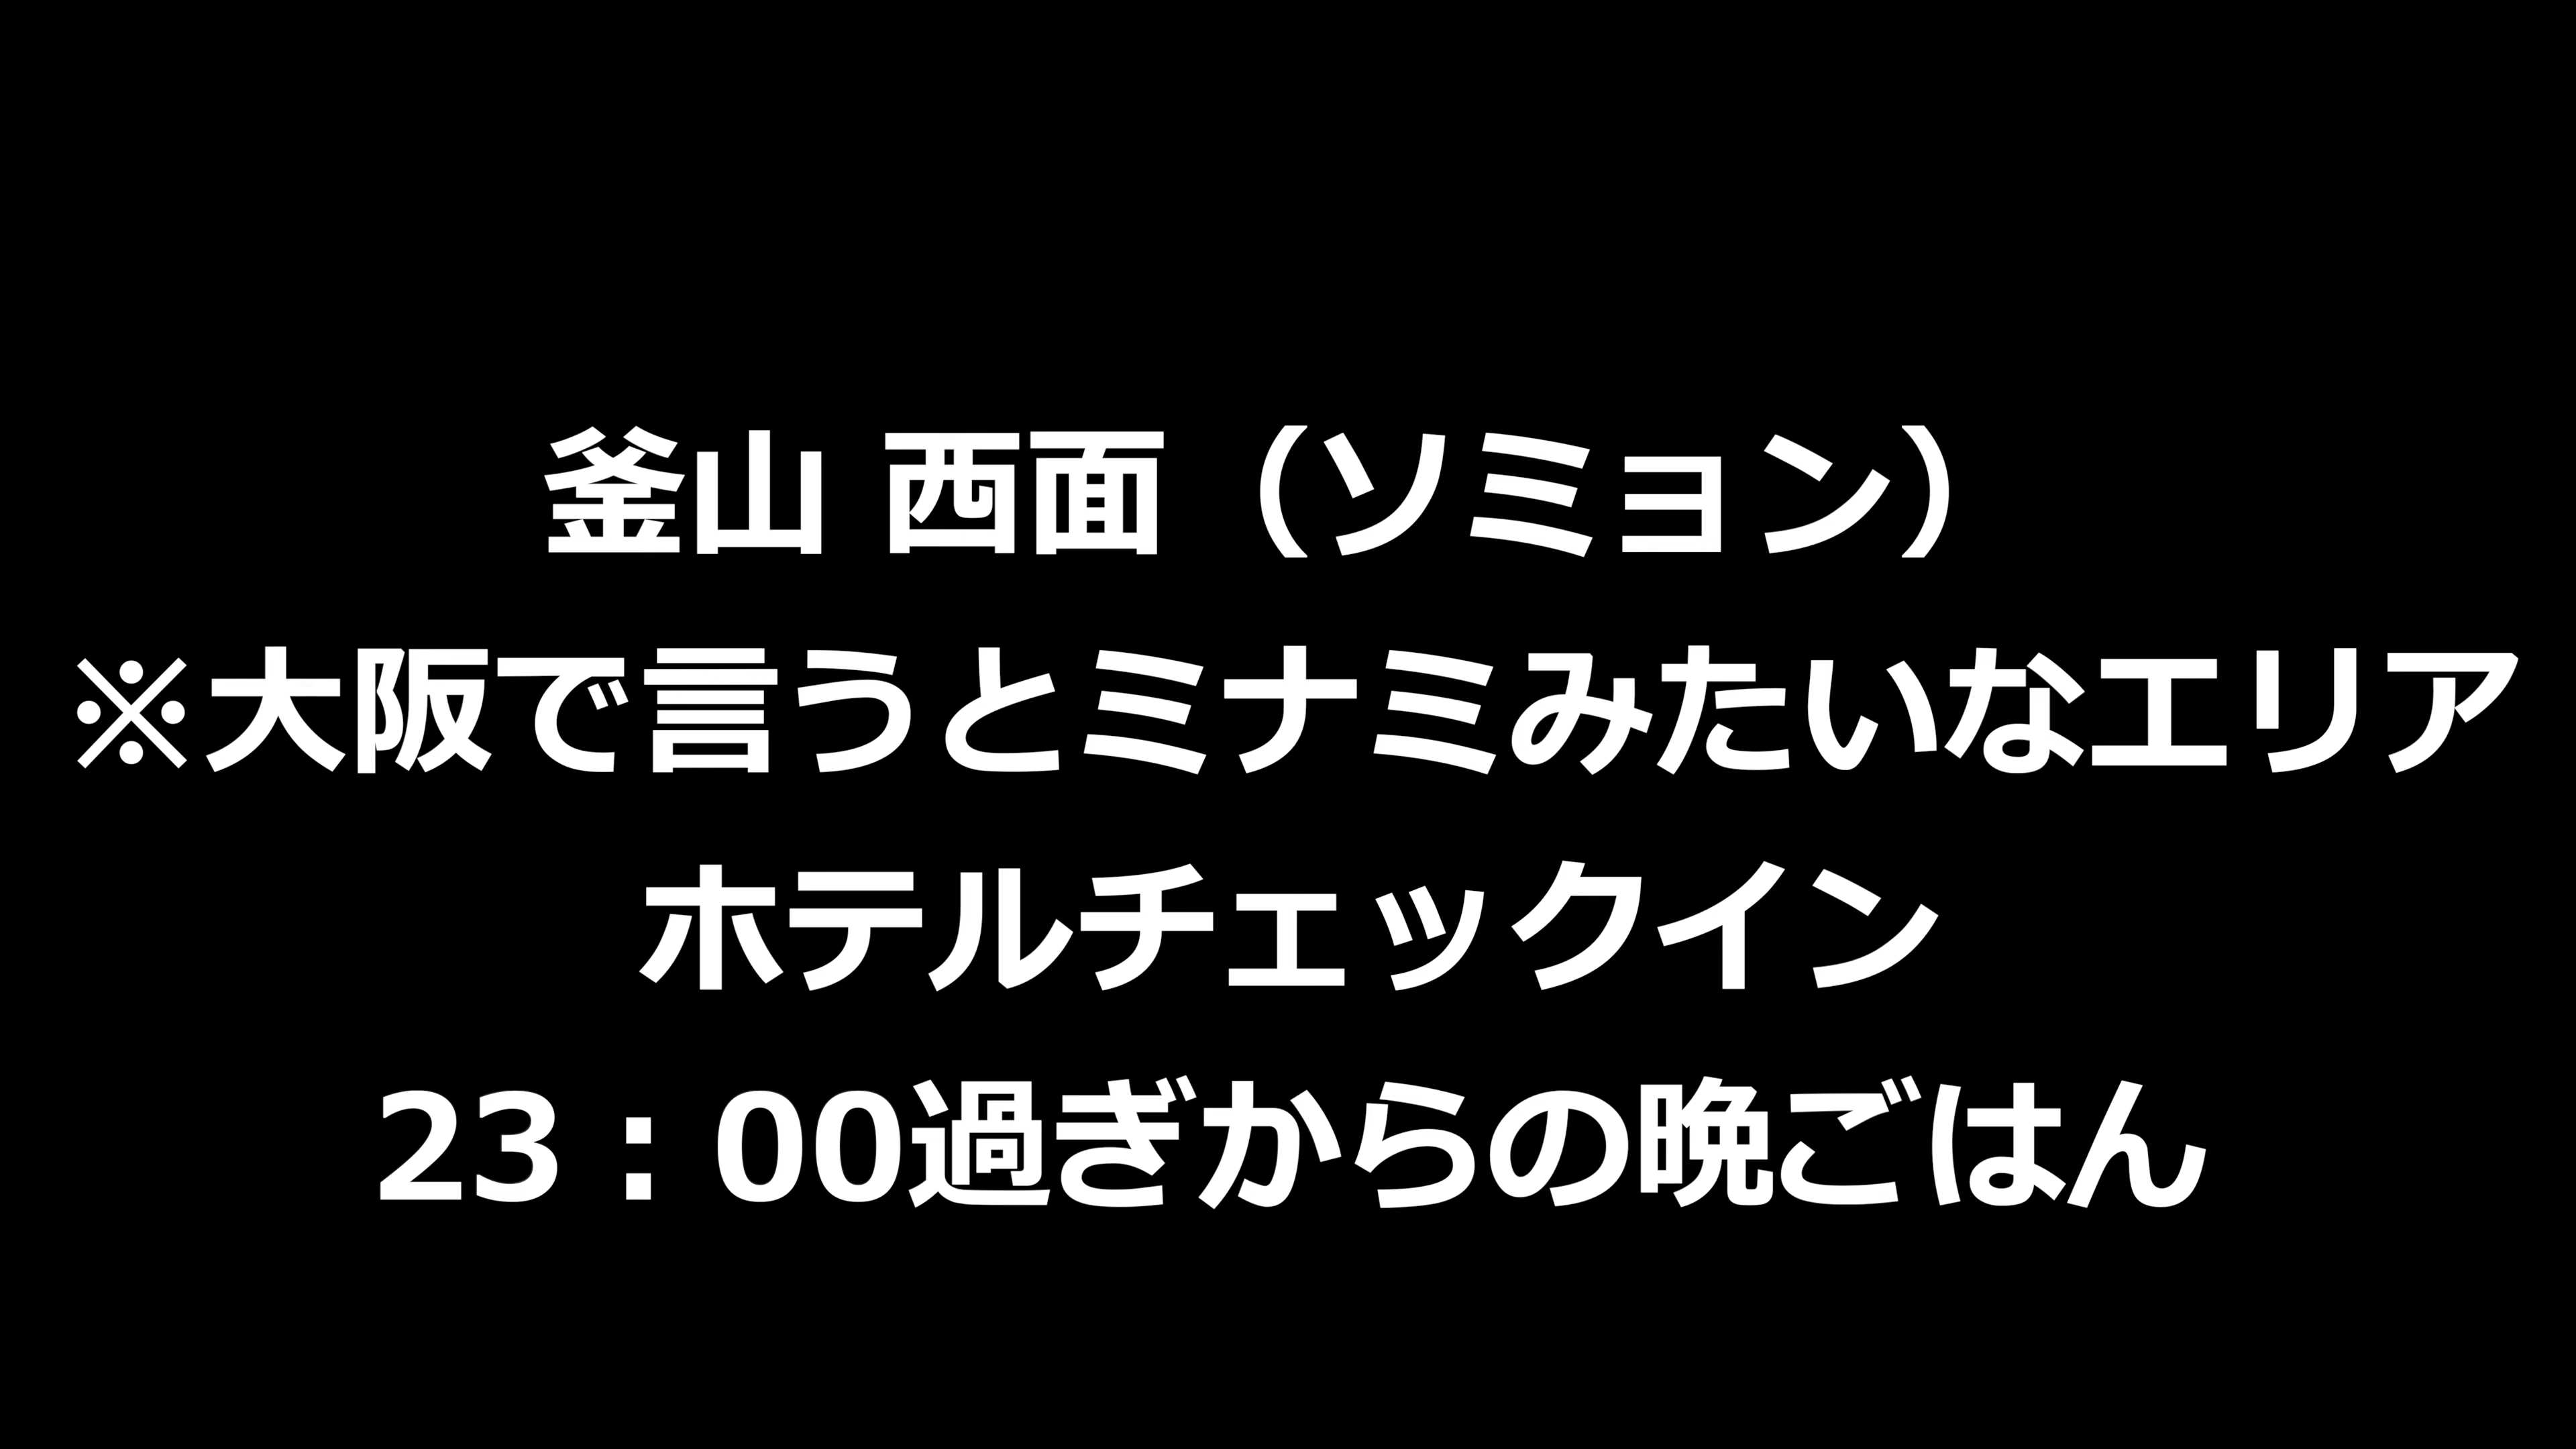 釜山 西面（ソミョン）
※大阪で言うとミナミみたいなエリア
ホテルチェックイン
23：00過ぎからの晩ごはん